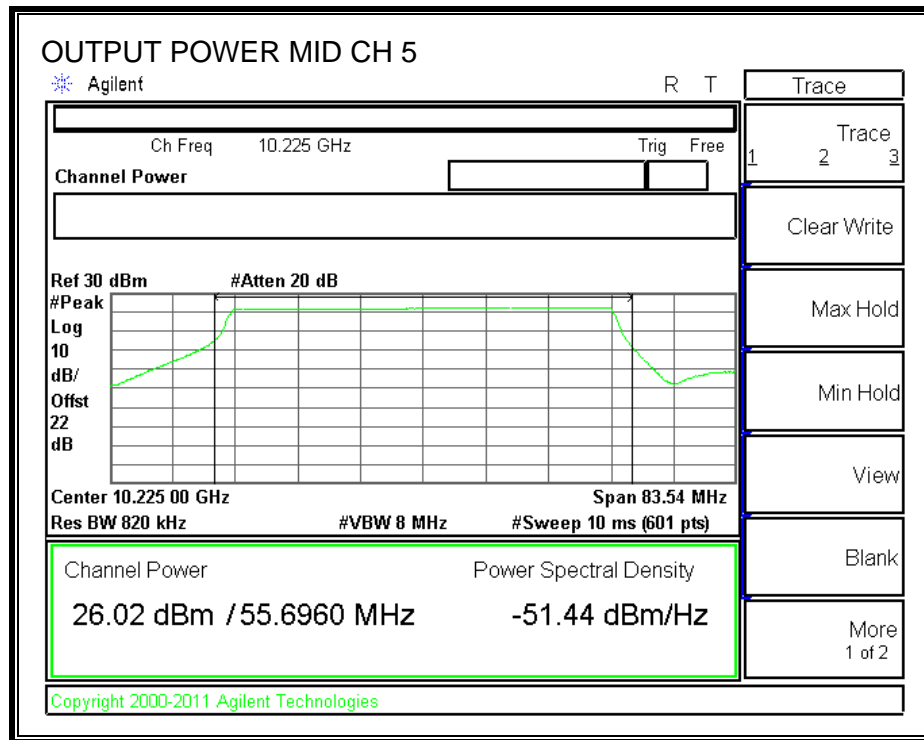 OUTPUT POWER MID CH 5
Agilent R T
Ch Freq 10.225 GHz Trig Free
Channel Power
Ref 30 dBm #Atten 20 dB
#Peak
Log
10
dB/
Offst
22
dB
Center 10.225 00 GHz Span 83.54 MHz
Res BW 820 kHz #VBW 8 MHz #Sweep 10 ms (601 pts)
Channel Power Power Spectral Density
26.02 dBm / 55.6960 MHz -51.44 dBm/Hz
Copyright 2000-2011 Agilent Technologies
Trace
Trace
1 2 3
Clear Write
Max Hold
Min Hold
View
Blank
More
1 of 2